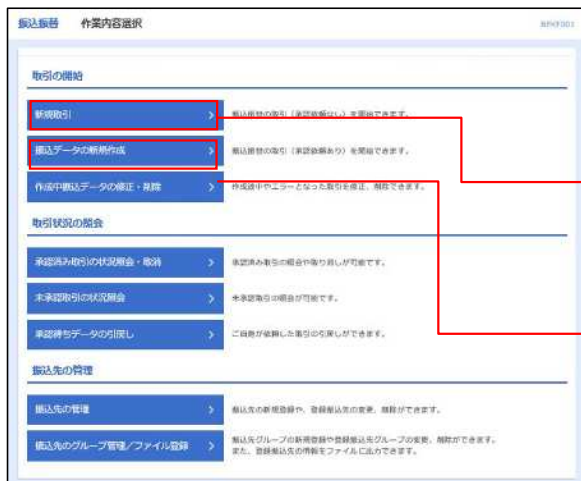 振込振替 作業内容選択
BFKF001
取引の開始
新規取引
振込振替の取引(承認依頼なし)を開始できます。
振込データの新規作成
振込振替の取引(承認依頼あり)を開始できます。
作成中振込データの修正・削除
作成途中やエラーとなった取引を修正、削除できます。
取引状況の照会
承認済み取引の状況照会・取消
承認済み取引の照会や取り消しが可能です。
未承認取引の状況照会
未承認取引の照会が可能です。
承認待ちデータの引戻し
ご自身が依頼した取引の引戻しができます。
振込先の管理
振込先の管理
振込先の新規登録や、登録振込先の変更、削除ができます。
振込先のグループ管理/ファイル登録
振込先グループの新規登録や登録振込先グループの変更、削除ができます。
また、登録振込先の情報をファイルに出力できます。